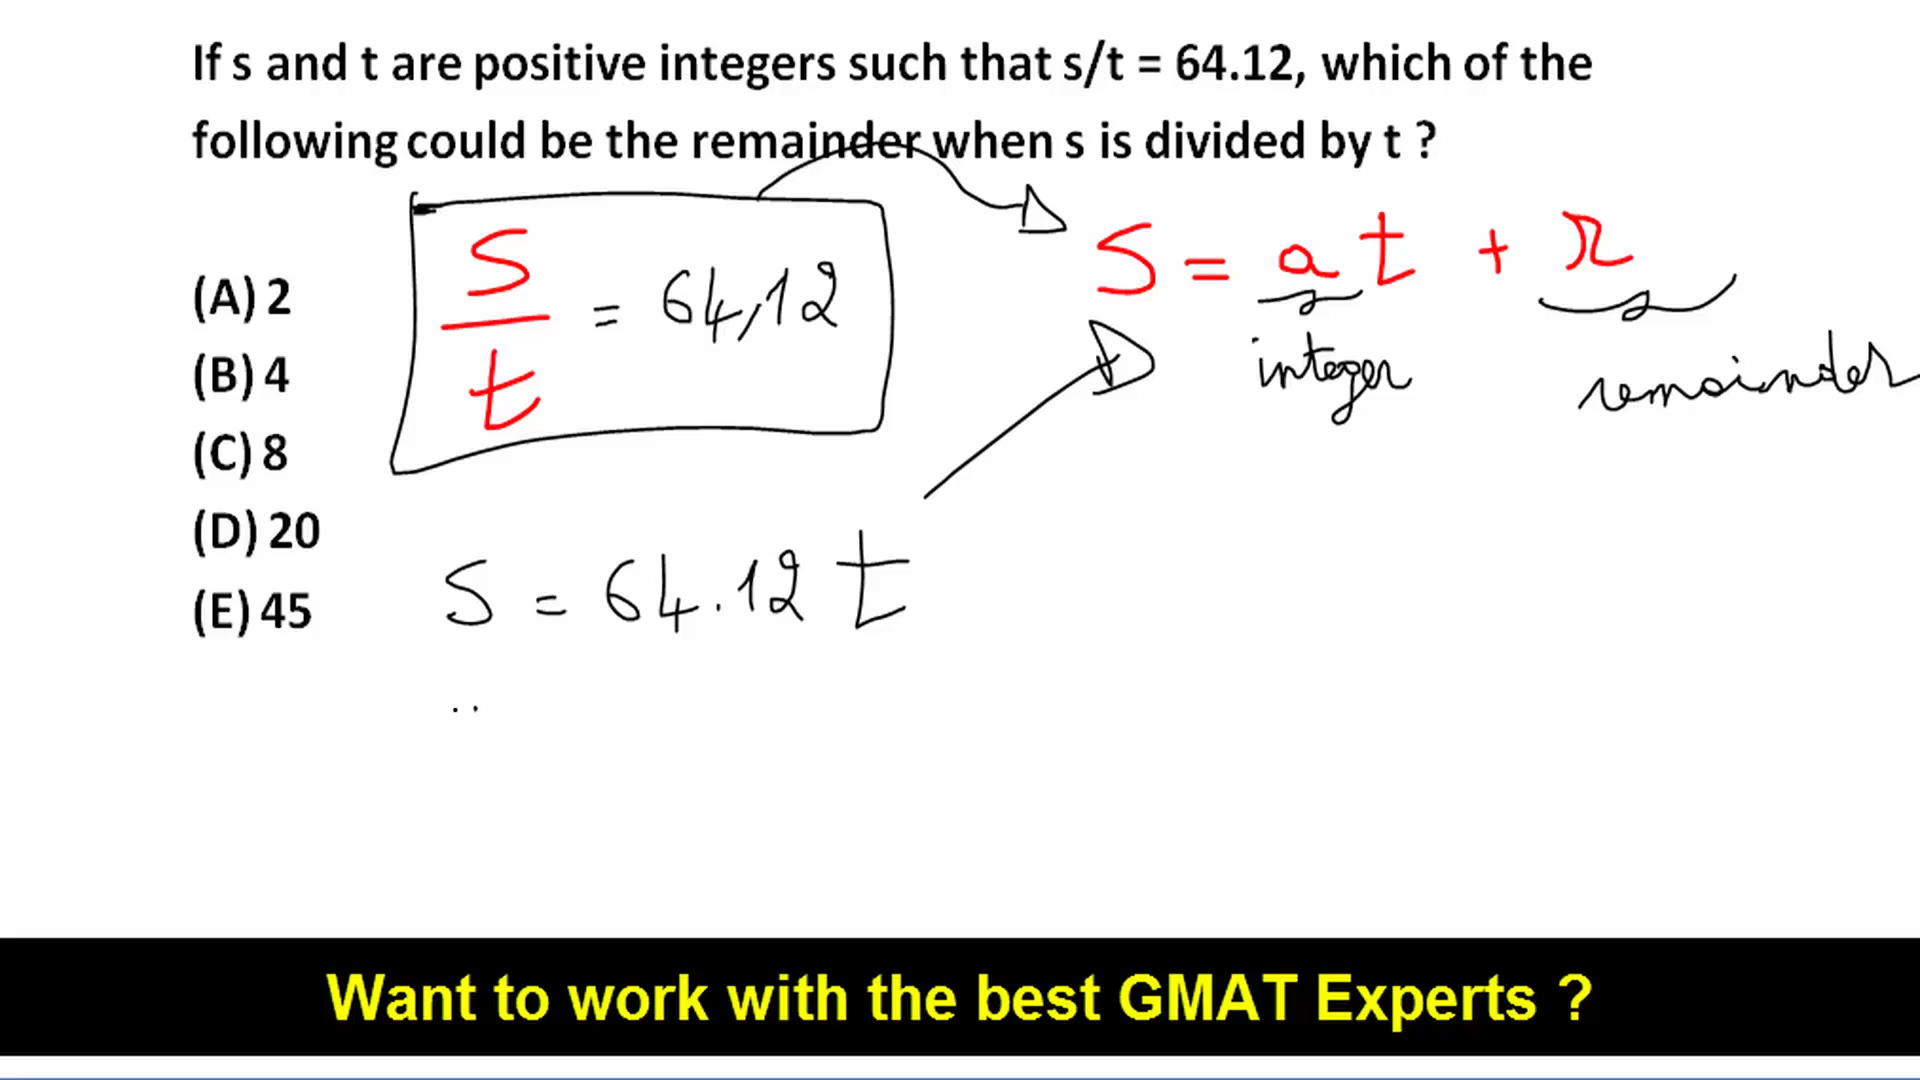 If s and t are positive integers such that s/t = 64.12, which of the
following could be the remainder when s is divided by t ?
(A) 2
(B) 4
(C) 8
(D) 20
(E) 45
s/t = 64,12
s = at + r
integer
remainder
s = 64.12 t
Want to work with the best GMAT Experts ?